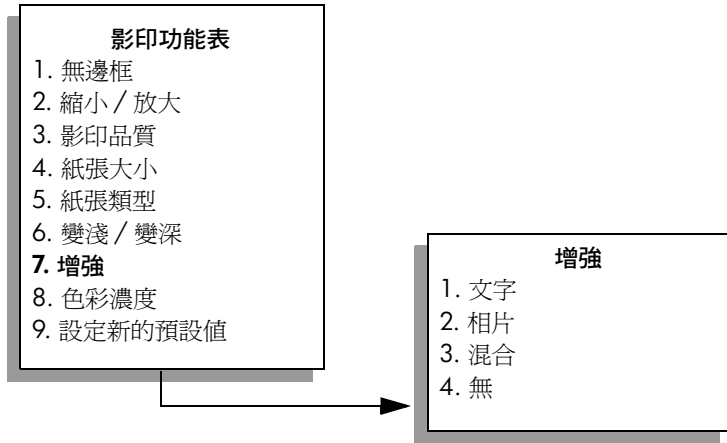 影印功能表
1. 無邊框
2. 縮小 / 放大
3. 影印品質
4. 紙張大小
5. 紙張類型
6. 變淺 / 變深
7. 增強
8. 色彩濃度
9. 設定新的預設值
增強
1. 文字
2. 相片
3. 混合
4. 無